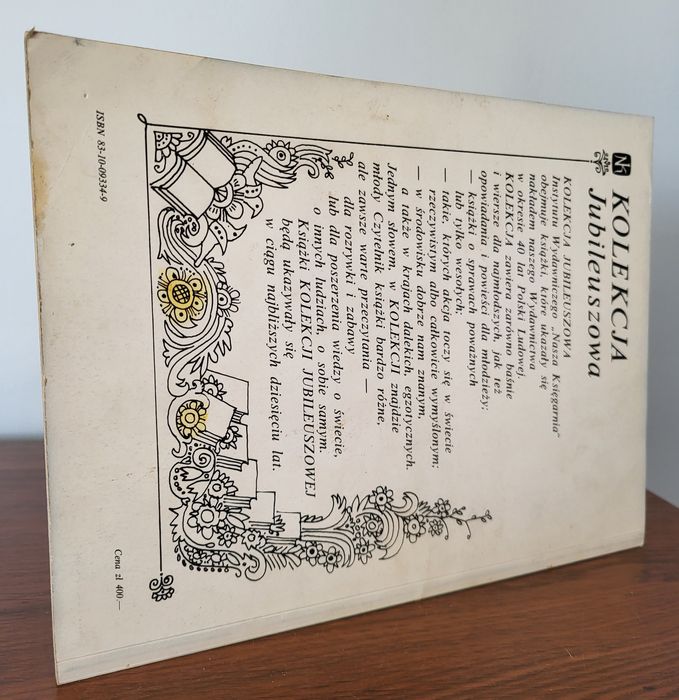 Nk
KOLEKCJA
Jubileuszowa
KOLEKCJA JUBILEUSZOWA
Instytutu Wydawniczego „Nasza Księgarnia”
obejmuje książki, które ukazały się
nakładem naszego Wydawnictwa
w okresie 40 lat Polski Ludowej.
KOLEKCJA zawiera zarówno baśnie
i wiersze dla najmłodszych, jak też
opowiadania i powieści dla młodzieży:
— książki o sprawach poważnych
lub tylko wesołych;
— takie, których akcja toczy się w świecie
rzeczywistym albo całkowicie wymyślonym;
— w środowisku dobrze nam znanym,
a także w krajach dalekich, egzotycznych.
Jednym słowem, w KOLEKCJI znajdzie
młody Czytelnik książki bardzo różne,
ale zawsze warte przeczytania —
dla rozrywki i zabawy
lub dla poszerzenia wiedzy o świecie,
o innych ludziach, o sobie samym.
Książki KOLEKCJI JUBILEUSZOWEJ
będą ukazywały się
w ciągu najbliższych dziesięciu lat.
ISBN 83-10-09334-9
Cena zł 400,—